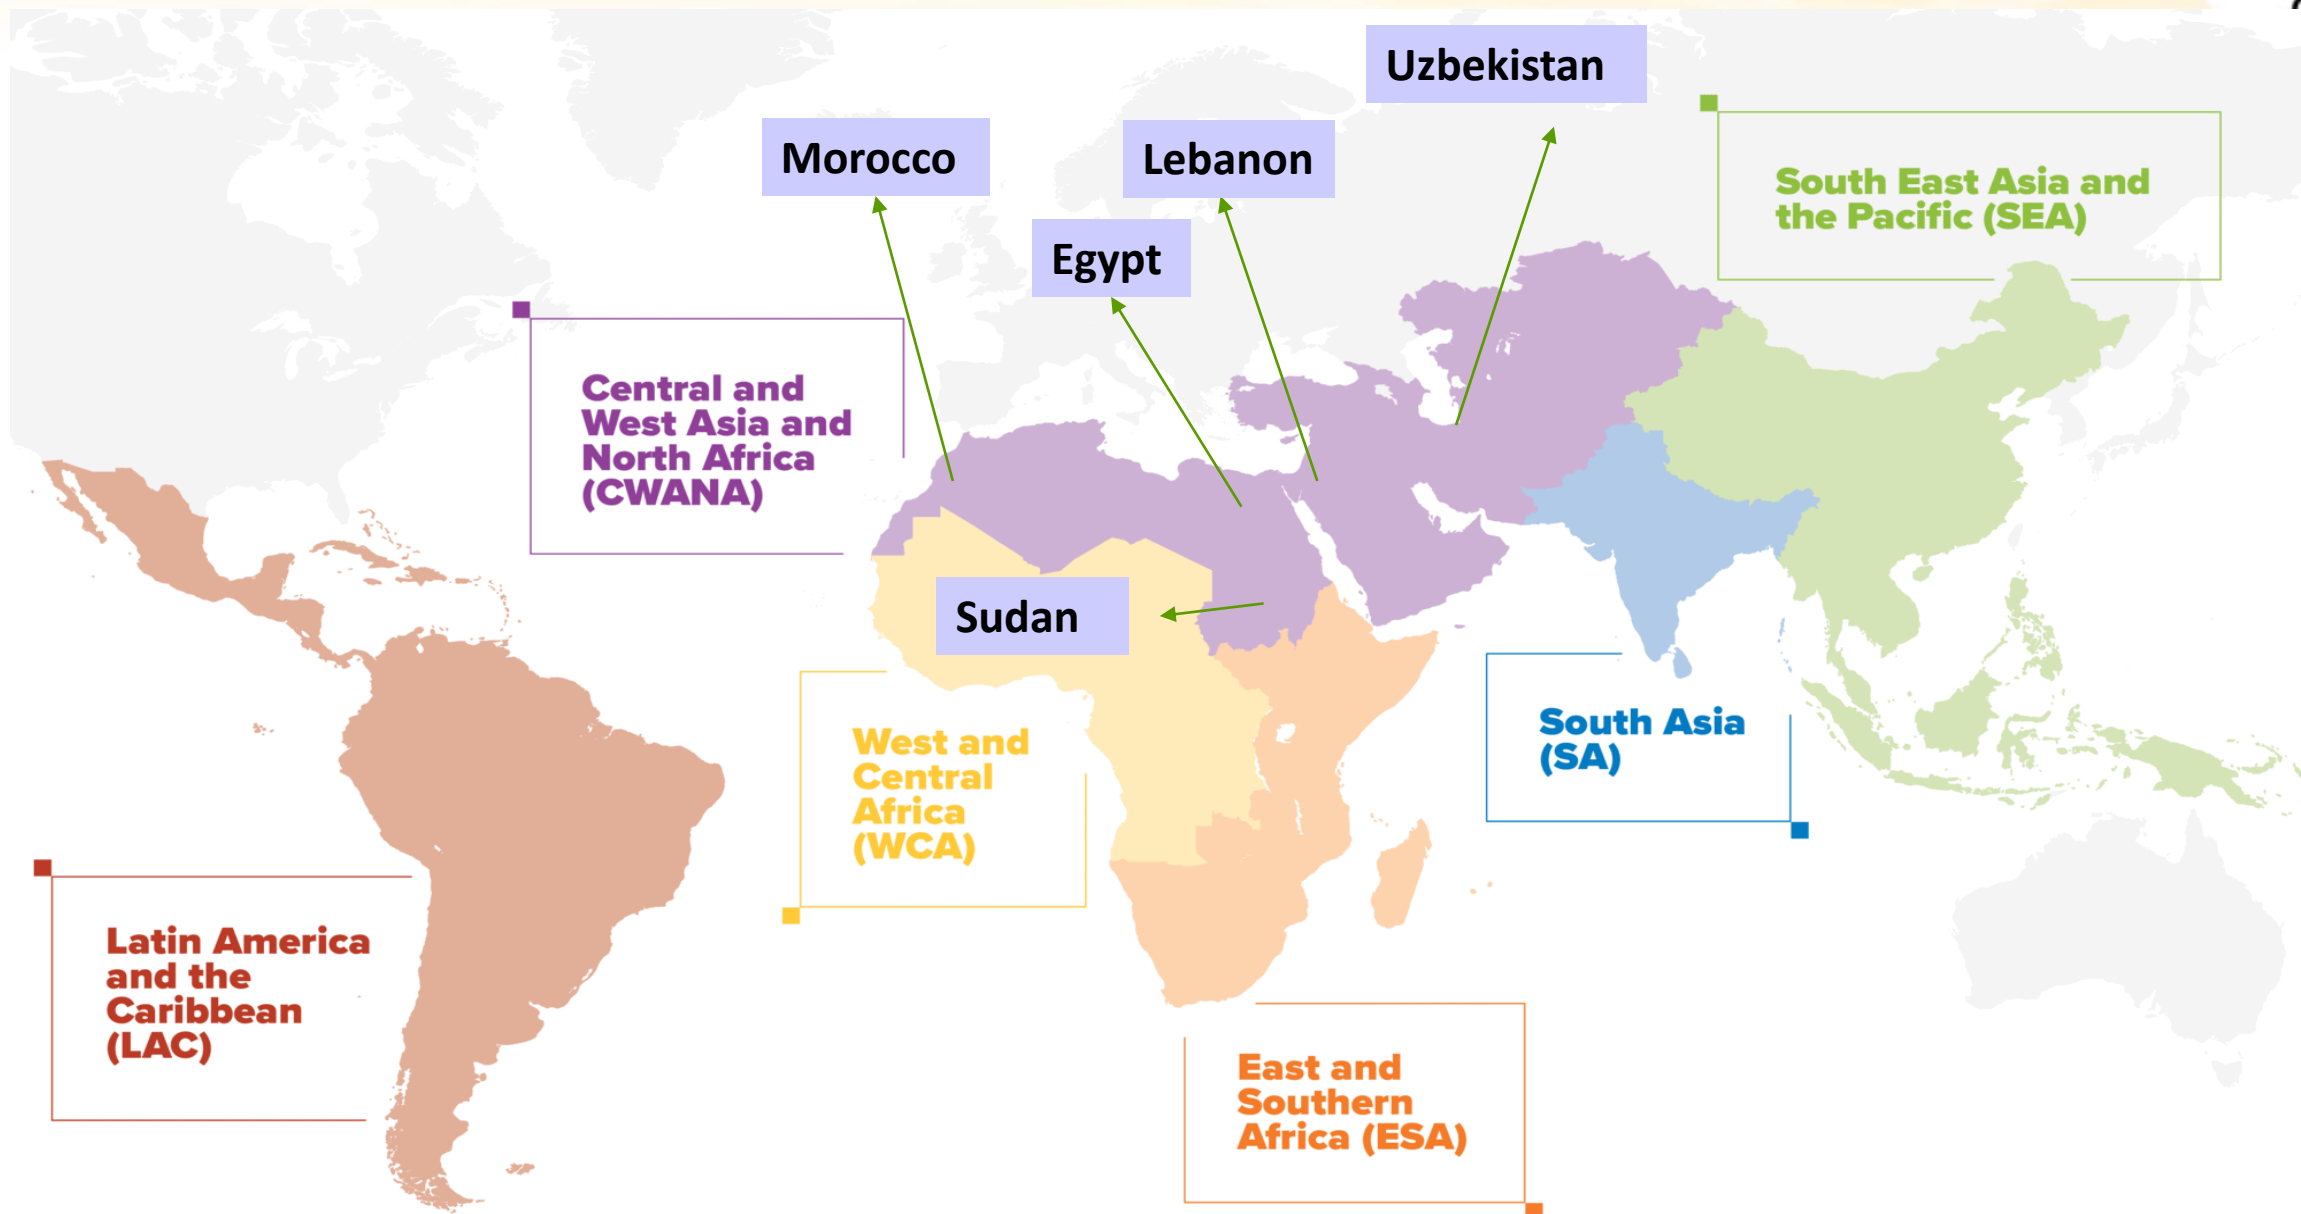 Uzbekistan
Morocco
Lebanon
Egypt
South East Asia and
the Pacific (SEA)
Central and
West Asia and
North Africa
(CWANA)
Sudan
South Asia
(SA)
West and
Central
Africa
(WCA)
Latin America
and the
Caribbean
(LAC)
East and
Southern
Africa (ESA)